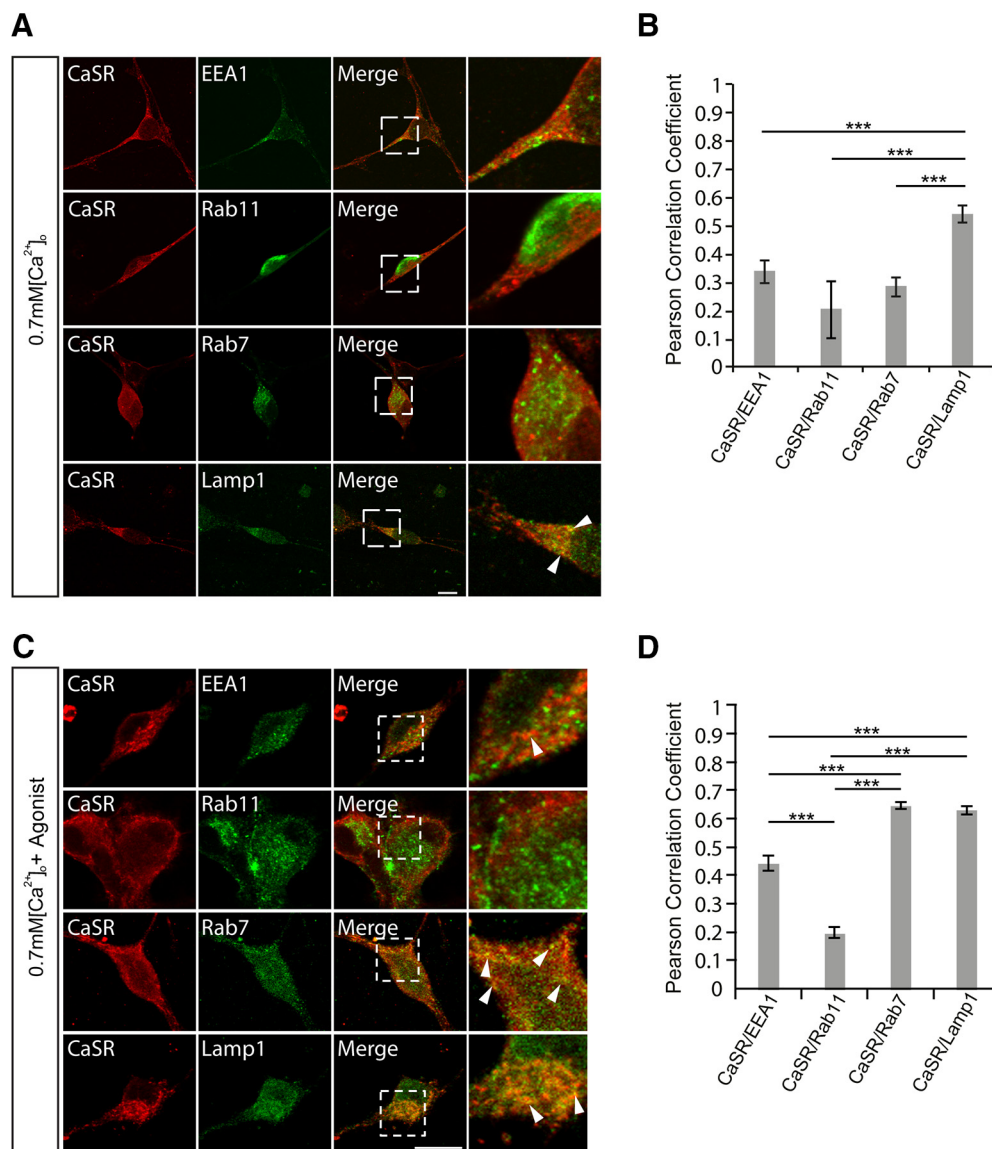 A
0.7mM[Ca²⁺]ₒ
CaSR EEA1 Merge
CaSR Rab11 Merge
CaSR Rab7 Merge
CaSR Lamp1 Merge
B
Pearson Correlation Coefficient
1
0.9
0.8
0.7
0.6
0.5
0.4
0.3
0.2
0.1
0
***
***
***
CaSR/EEA1
CaSR/Rab11
CaSR/Rab7
CaSR/Lamp1
C
0.7mM[Ca²⁺]ₒ+ Agonist
CaSR EEA1 Merge
CaSR Rab11 Merge
CaSR Rab7 Merge
CaSR Lamp1 Merge
D
Pearson Correlation Coefficient
1
0.9
0.8
0.7
0.6
0.5
0.4
0.3
0.2
0.1
0
***
***
***
***
***
CaSR/EEA1
CaSR/Rab11
CaSR/Rab7
CaSR/Lamp1